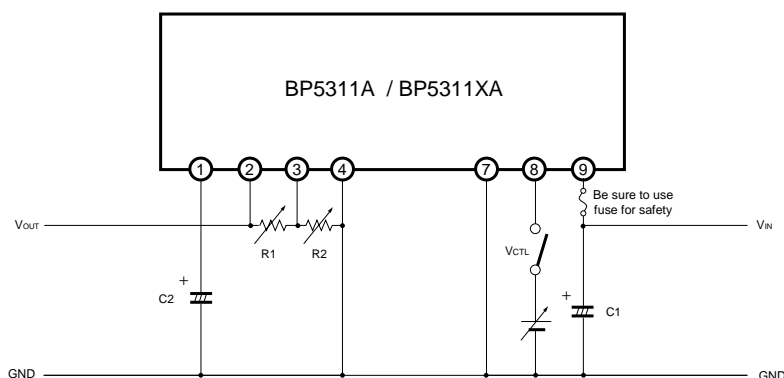 BP5311A / BP5311XA
1
2
3
4
7
8
9
Be sure to use
fuse for safety
VOUT
VIN
R1
R2
VCTL
+
C2
+
C1
GND
GND